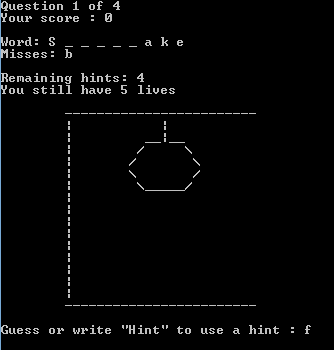 Question 1 of 4
Your score : 0
Word: S _ _ _ _ _ a k e
Misses: b
Remaining hints: 4
You still have 5 lives
Guess or write "Hint" to use a hint : f